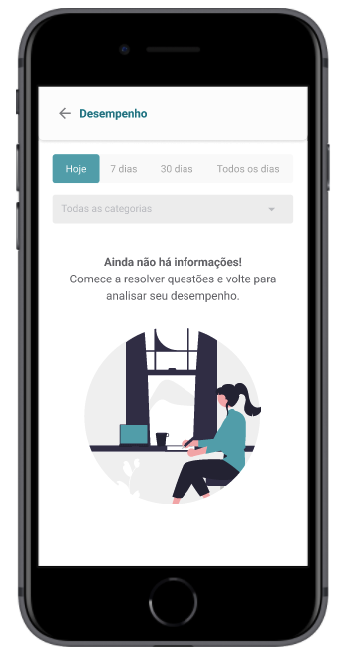 Desempenho
Hoje 7 dias 30 dias Todos os dias
Todas as categorias
Ainda não há informações!
Comece a resolver questões e volte para
analisar seu desempenho.